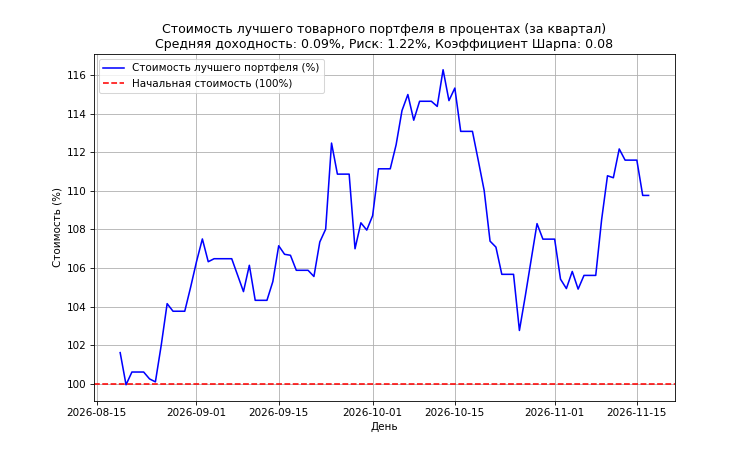 Стоимость лучшего товарного портфеля в процентах (за квартал)
Средняя доходность: 0.09%, Риск: 1.22%, Коэффициент Шарпа: 0.08
Стоимость лучшего портфеля (%)
Начальная стоимость (100%)
Стоимость (%)
116
114
112
110
108
106
104
102
100
2026-08-15
2026-09-01
2026-09-15
2026-10-01
2026-10-15
2026-11-01
2026-11-15
День